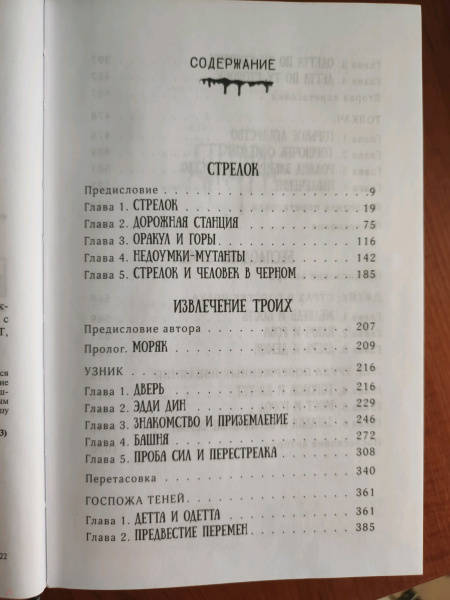 СОДЕРЖАНИЕ
СТРЕЛОК
Предисловие . . . . . . . . . . . . . . . . . . . . 9
Глава 1. СТРЕЛОК . . . . . . . . . . . . . . . . . . 19
Глава 2. ДОРОЖНАЯ СТАНЦИЯ . . . . . . . . . . . . 75
Глава 3. ОРАКУЛ И ГОРЫ . . . . . . . . . . . . . . 116
Глава 4. НЕДОУМКИ-МУТАНТЫ . . . . . . . . . . . 142
Глава 5. СТРЕЛОК И ЧЕЛОВЕК В ЧЕРНОМ . . . . . . 185
ИЗВЛЕЧЕНИЕ ТРОИХ
Предисловие автора . . . . . . . . . . . . . . . 207
Пролог. МОРЯК . . . . . . . . . . . . . . . . . . 209
УЗНИК . . . . . . . . . . . . . . . . . . . . . . 216
Глава 1. ДВЕРЬ . . . . . . . . . . . . . . . . . . 216
Глава 2. ЭДДИ ДИН . . . . . . . . . . . . . . . . 229
Глава 3. ЗНАКОМСТВО И ПРИЗЕМЛЕНИЕ . . . . . . . 246
Глава 4. БАШНЯ . . . . . . . . . . . . . . . . . . 272
Глава 5. ПРОБА СИЛ И ПЕРЕСТРЕЛКА . . . . . . . . 308
Перетасовка . . . . . . . . . . . . . . . . . . . 340
ГОСПОЖА ТЕНЕЙ . . . . . . . . . . . . . . . . . . 361
Глава 1. ДЕТТА И ОДЕТТА . . . . . . . . . . . . . 361
Глава 2. ПРЕДВЕСТИЕ ПЕРЕМЕН . . . . . . . . . . . 385